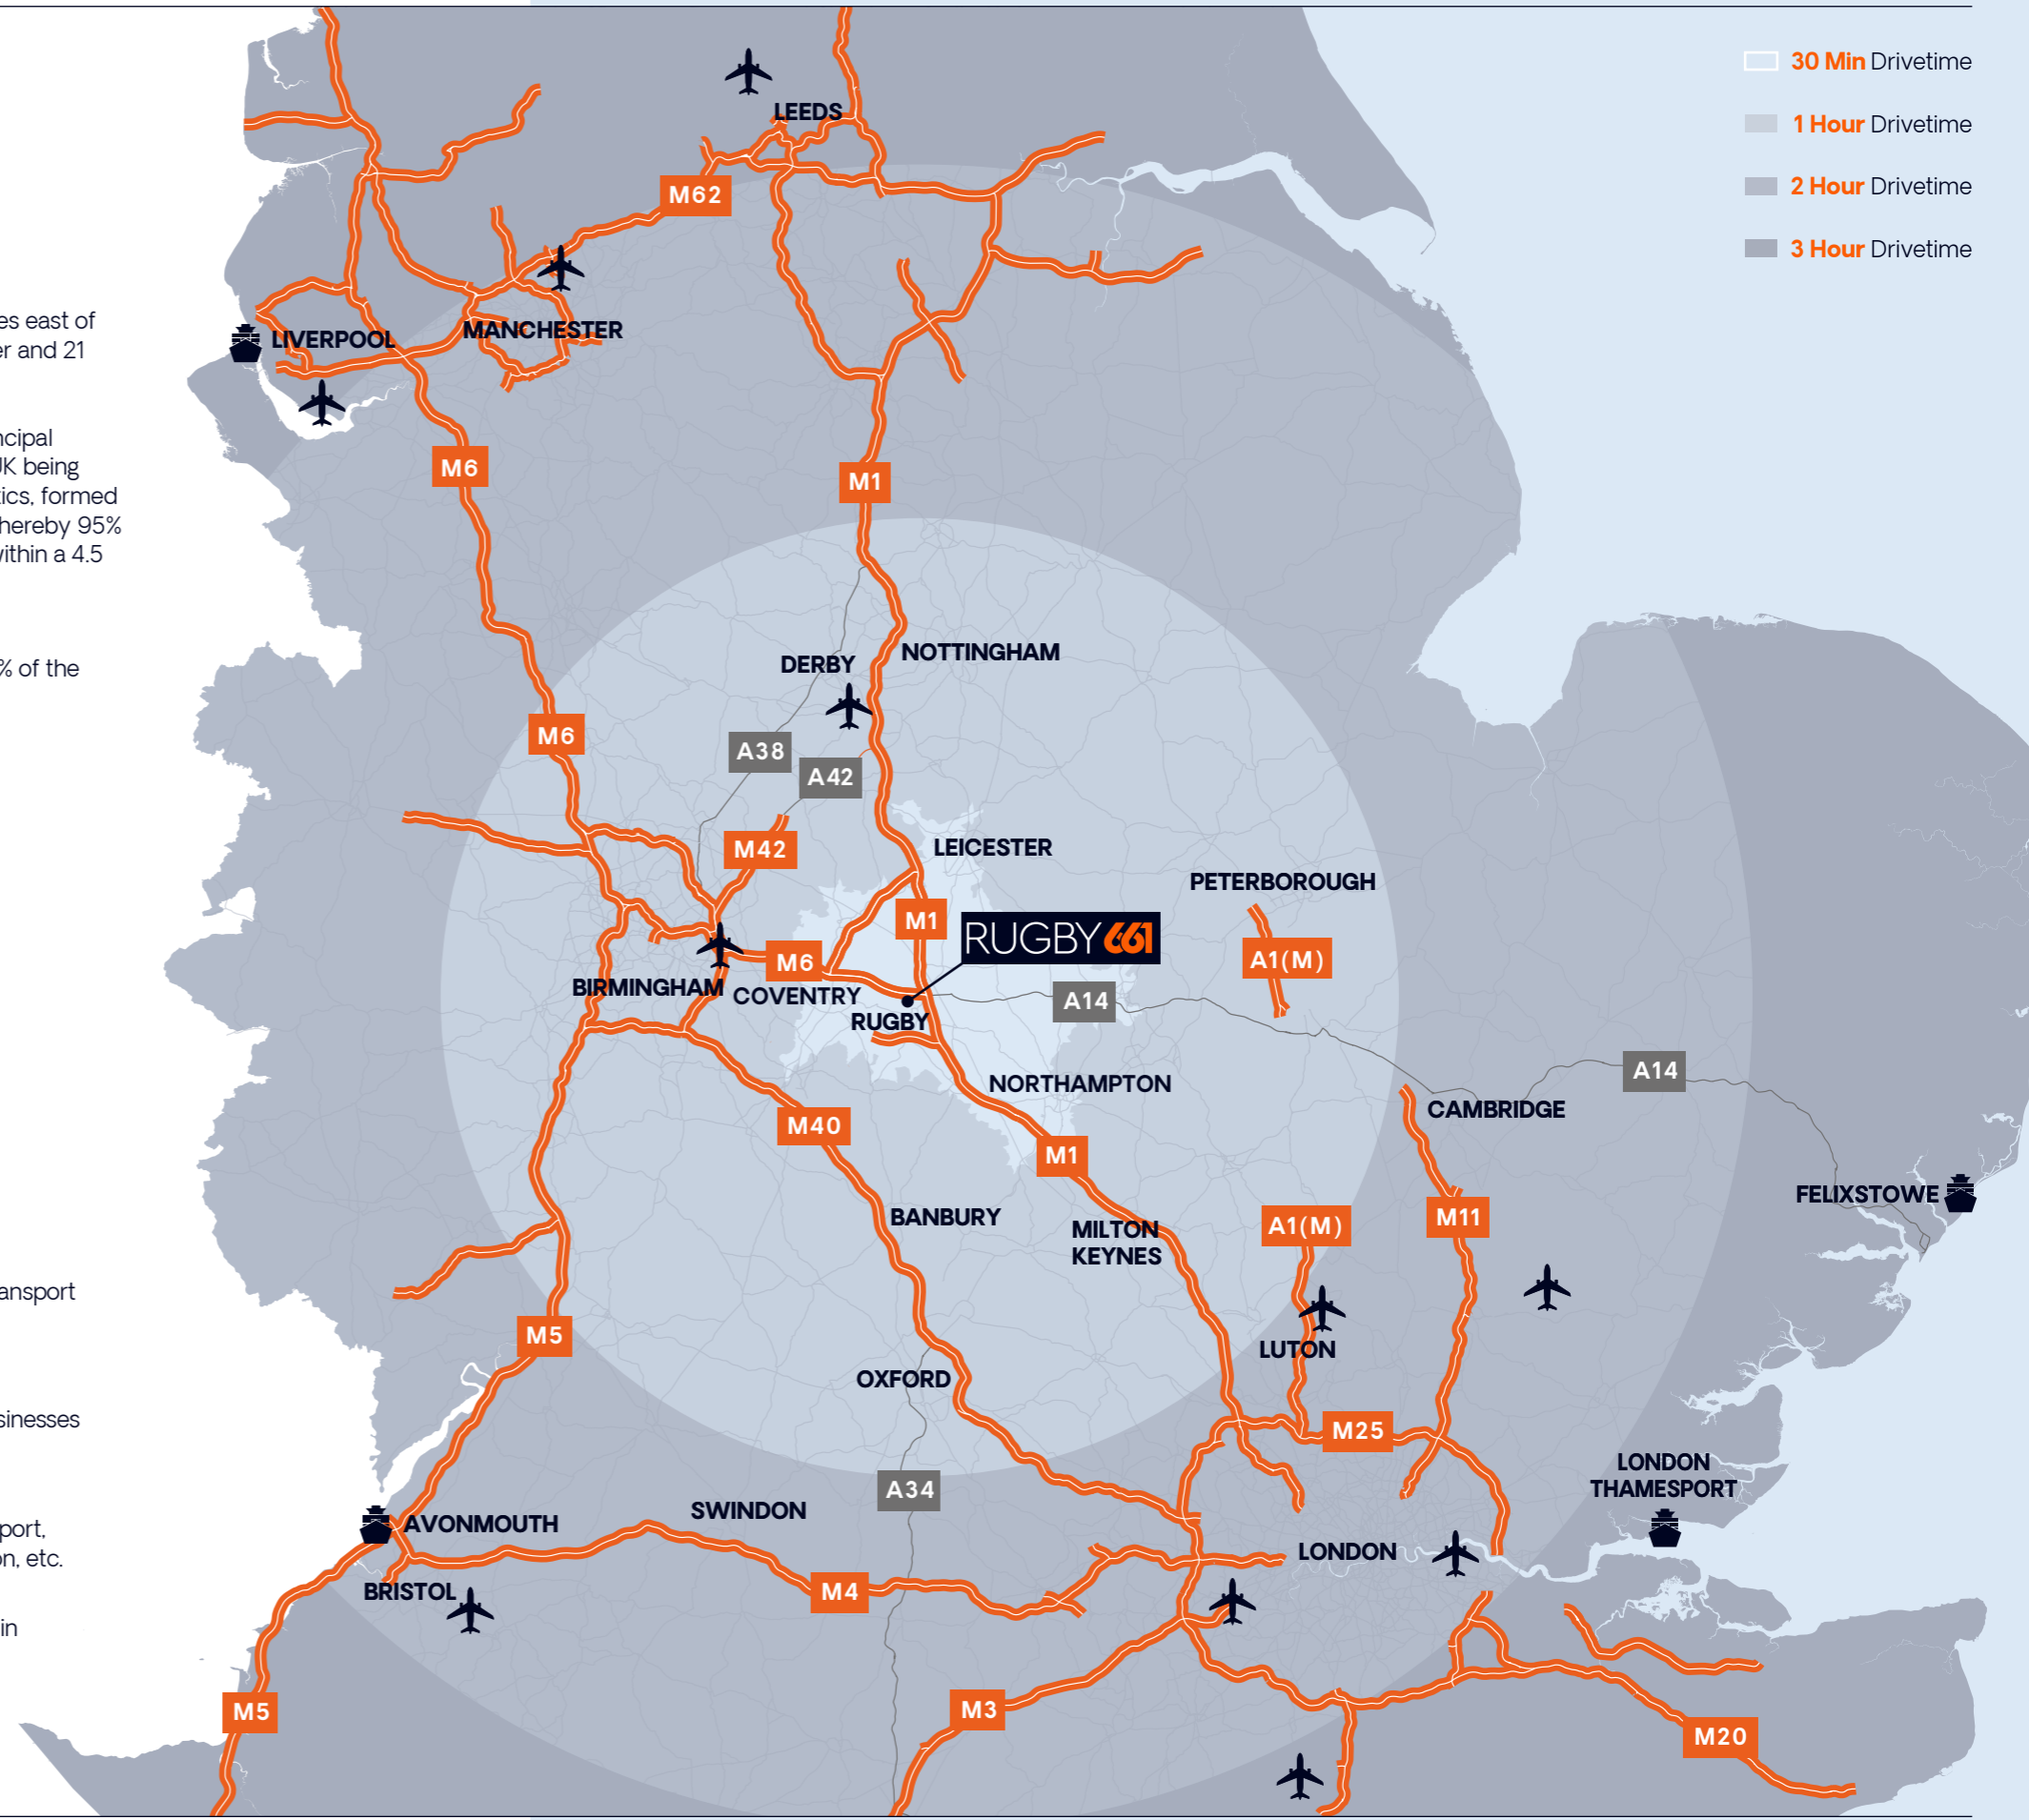 30 Min Drivetime
1 Hour Drivetime
2 Hour Drivetime
3 Hour Drivetime
es east of
er and 21
ncipal
UK being
tics, formed
hereby 95%
within a 4.5
% of the
ansport
sinesses
port,
on, etc.
in
LEEDS
M62
LIVERPOOL
MANCHESTER
M6
M1
NOTTINGHAM
DERBY
M6
A38
A42
M42
LEICESTER
PETERBOROUGH
M1
RUGBY661
A1(M)
M6
BIRMINGHAM
COVENTRY
A14
RUGBY
A14
NORTHAMPTON
CAMBRIDGE
M40
M1
FELIXSTOWE
BANBURY
MILTON
KEYNES
A1(M)
M11
M5
LUTON
OXFORD
M25
LONDON
THAMESPORT
A34
SWINDON
AVONMOUTH
LONDON
BRISTOL
M4
M5
M3
M20